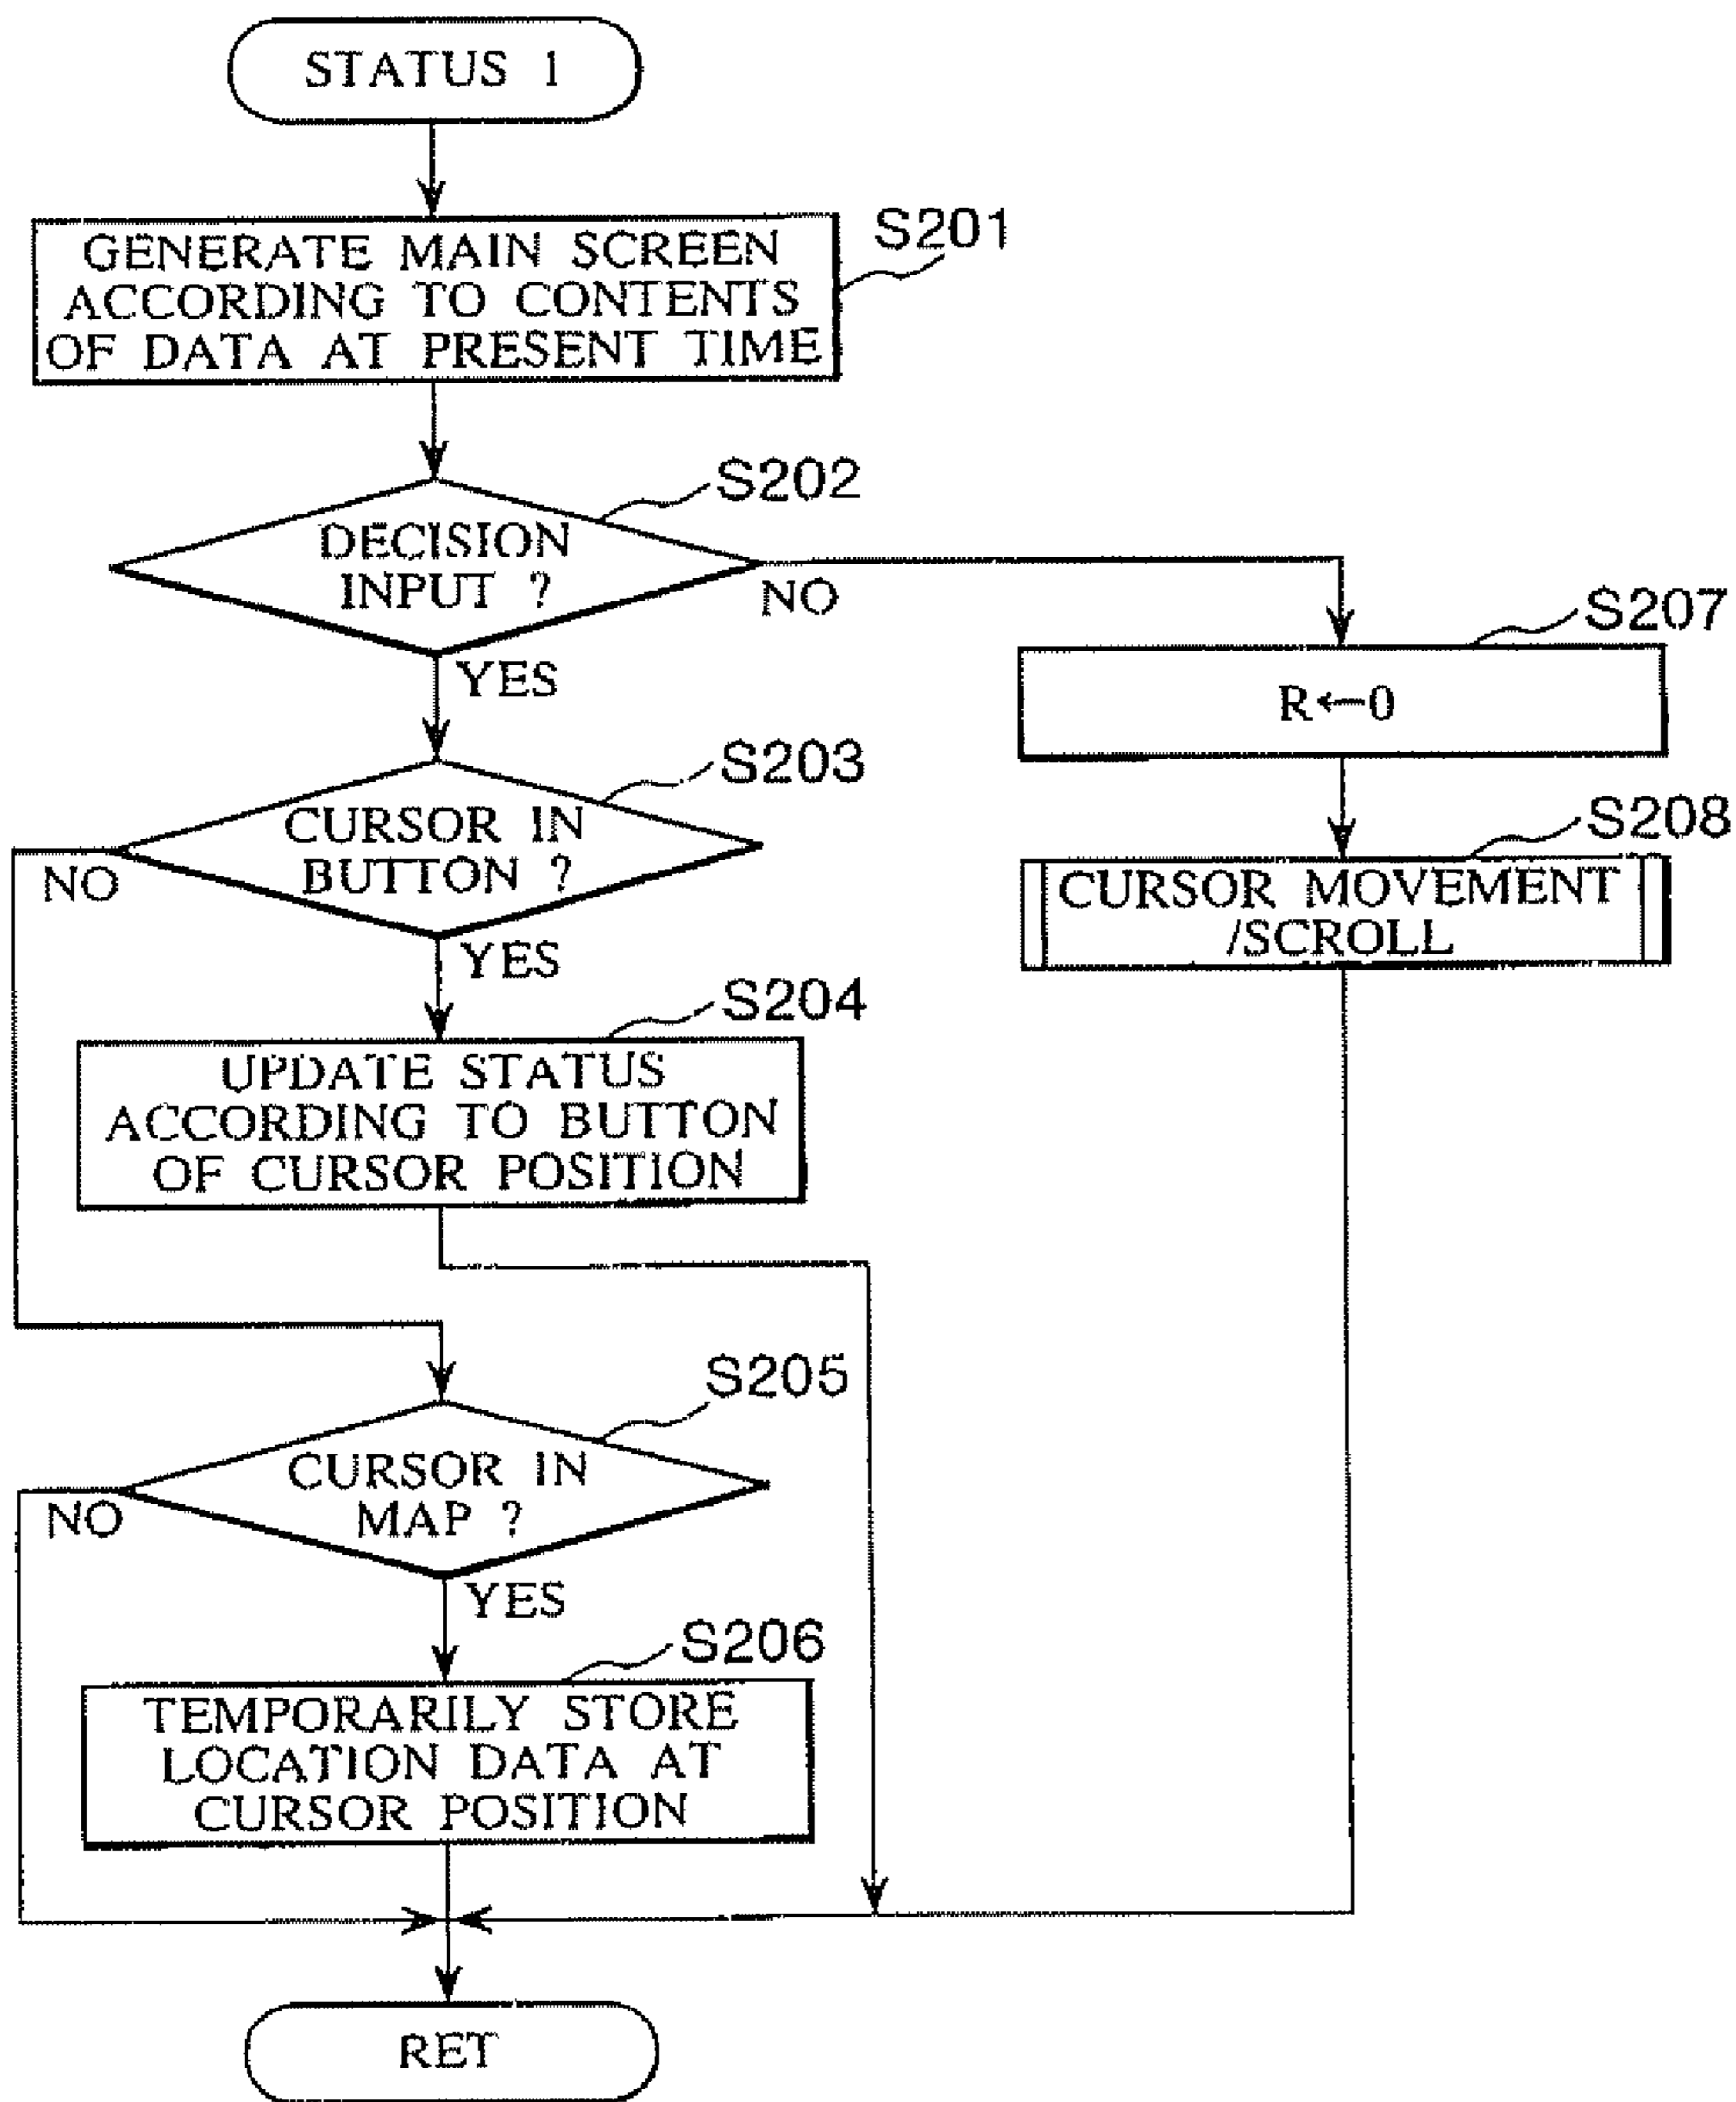 STATUS 1
S201
GENERATE MAIN SCREEN
ACCORDING TO CONTENTS
OF DATA AT PRESENT TIME
S202
DECISION
INPUT ?
NO
YES
S207
R←0
S203
CURSOR IN
BUTTON ?
NO
YES
S208
CURSOR MOVEMENT
/SCROLL
S204
UPDATE STATUS
ACCORDING TO BUTTON
OF CURSOR POSITION
S205
CURSOR IN
MAP ?
NO
YES
S206
TEMPORARILY STORE
LOCATION DATA AT
CURSOR POSITION
RET